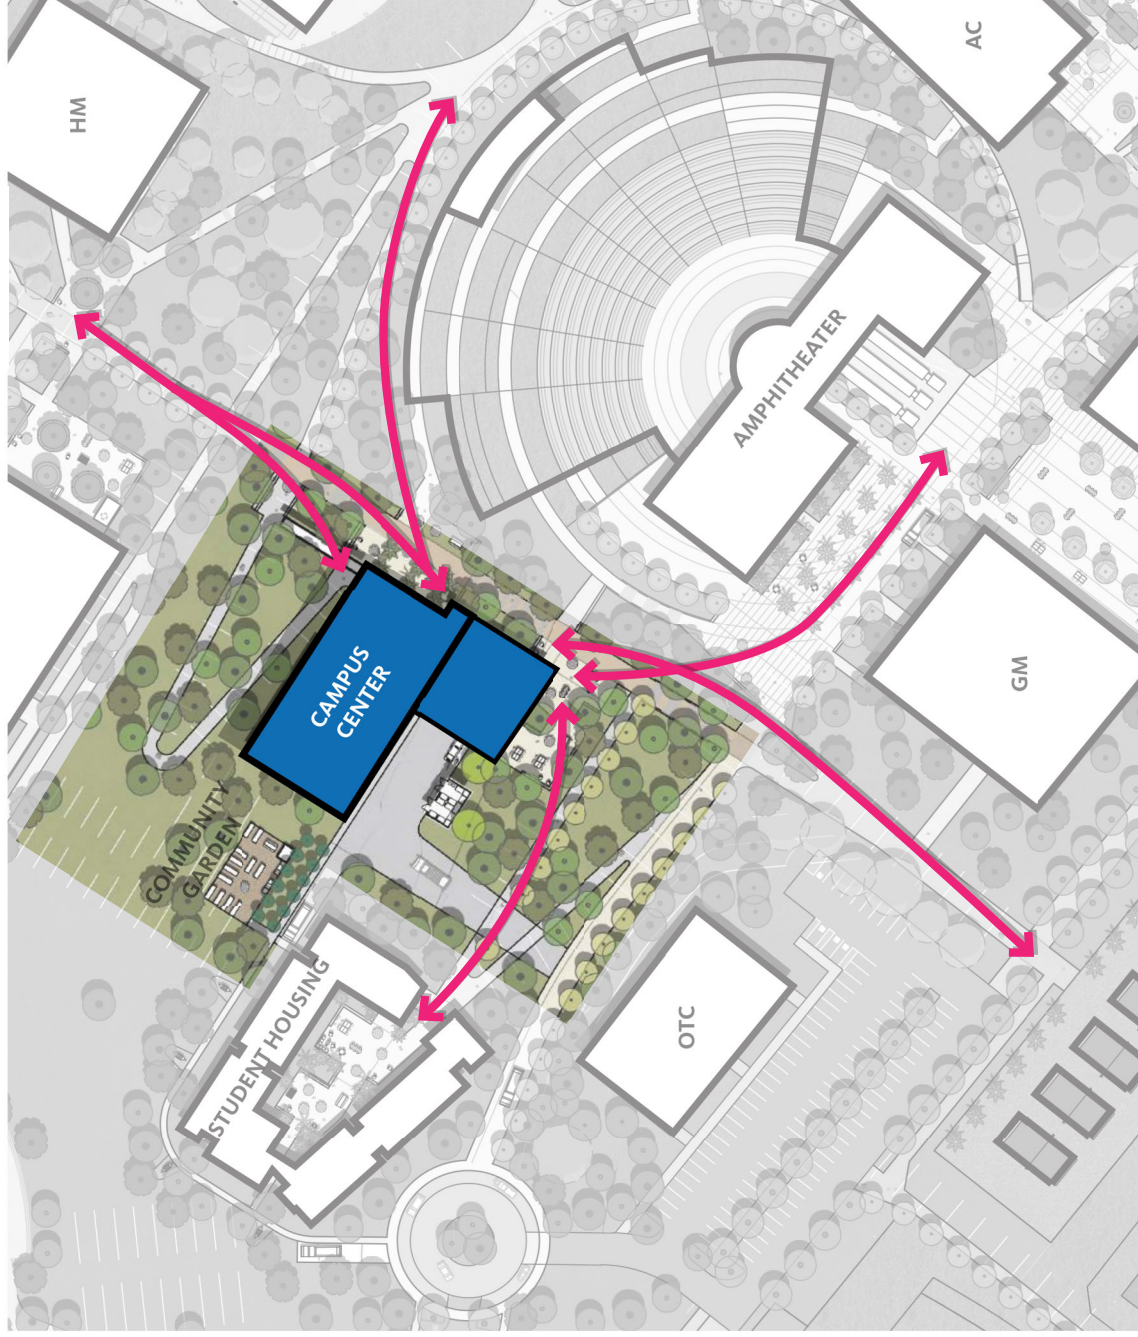 AC
HM
AMPHITHEATER
CAMPUS
CENTER
GM
COMMUNITY
GARDEN
STUDENT HOUSING
OTC